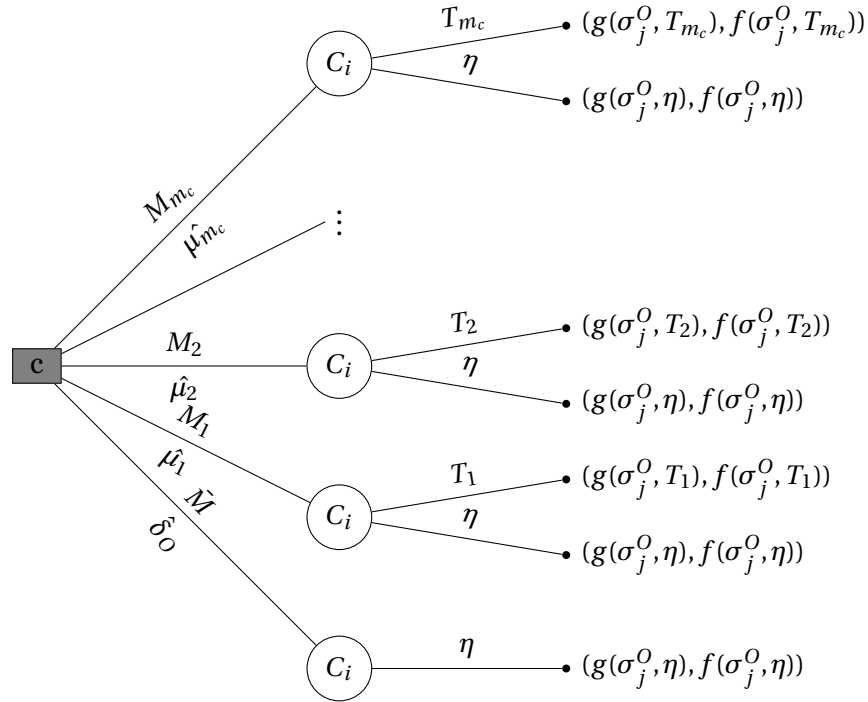 T_{m_c}
(g(σ_j^O, T_{m_c}), f(σ_j^O, T_{m_c}))
C_i
η
(g(σ_j^O, η), f(σ_j^O, η))
M_{m_c}
μ̂_{m_c}
⋮
T_2
(g(σ_j^O, T_2), f(σ_j^O, T_2))
c
M_2
C_i
η
μ̂_2
(g(σ_j^O, η), f(σ_j^O, η))
M_1
T_1
(g(σ_j^O, T_1), f(σ_j^O, T_1))
μ̂_1
C_i
η
M̄
(g(σ_j^O, η), f(σ_j^O, η))
δ̂_O
C_i
η
(g(σ_j^O, η), f(σ_j^O, η))